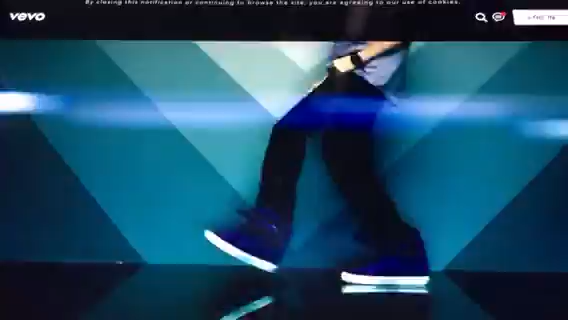 By closing this notification or continuing to browse the site, you are agreeing to our use of cookies.
vevo